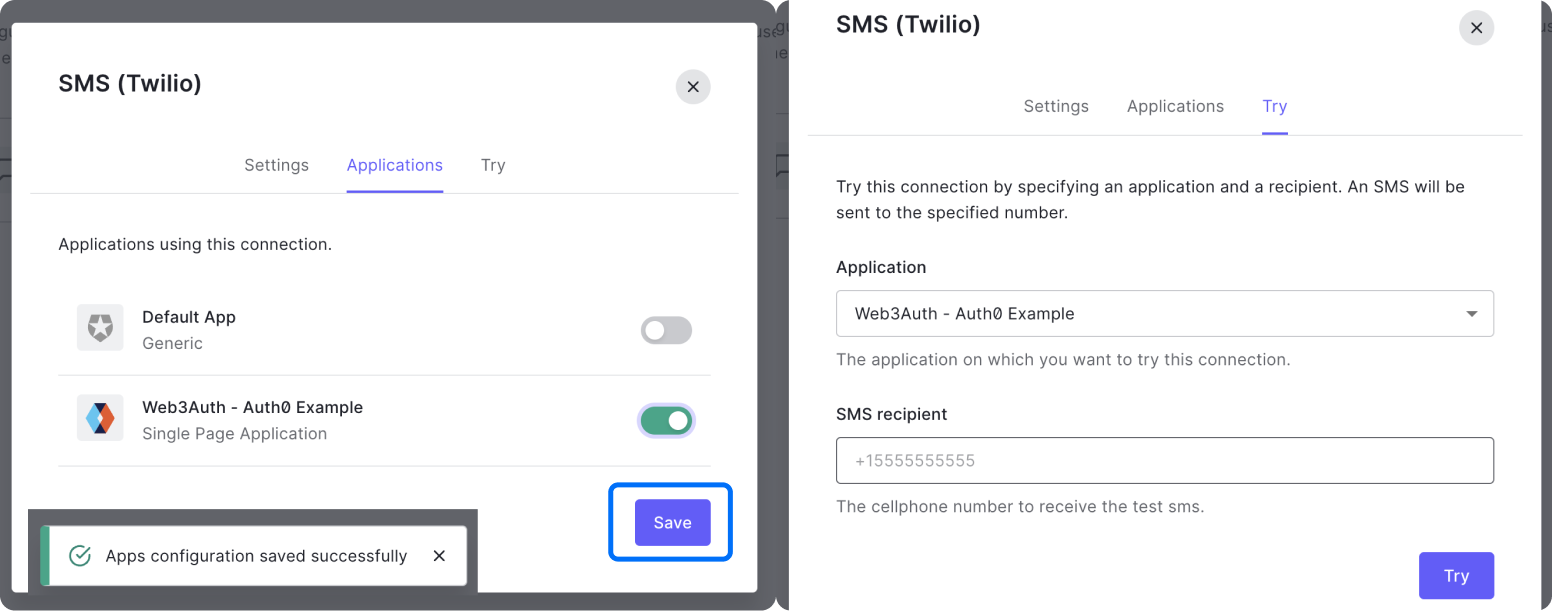 SMS (Twilio)
Settings
Applications
Try
Applications using this connection.
Default App
Generic
Web3Auth - Auth0 Example
Single Page Application
Save
Apps configuration saved successfully
SMS (Twilio)
Settings
Applications
Try
Try this connection by specifying an application and a recipient. An SMS will be
sent to the specified number.
Application
Web3Auth - Auth0 Example
The application on which you want to try this connection.
SMS recipient
+15555555555
The cellphone number to receive the test sms.
Try